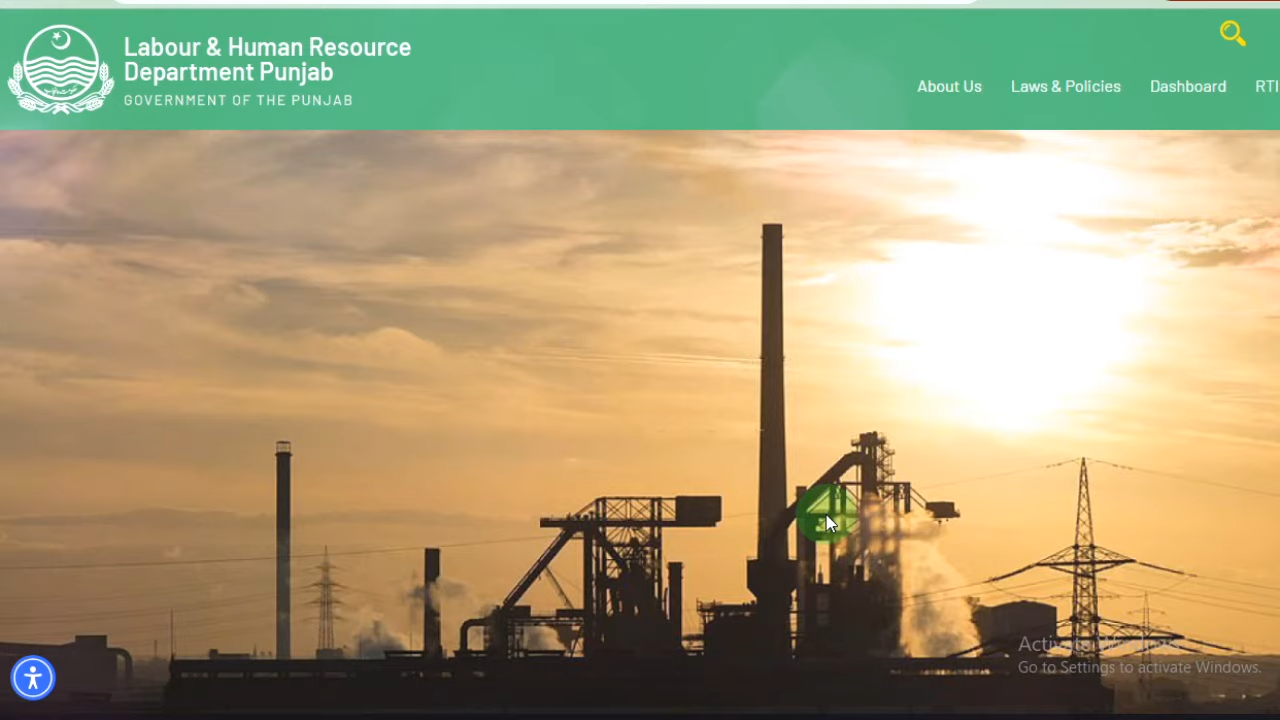 Labour & Human Resource
Department Punjab
GOVERNMENT OF THE PUNJAB
About Us Laws & Policies Dashboard RTI
Activate Windows
Go to Settings to activate Windows.